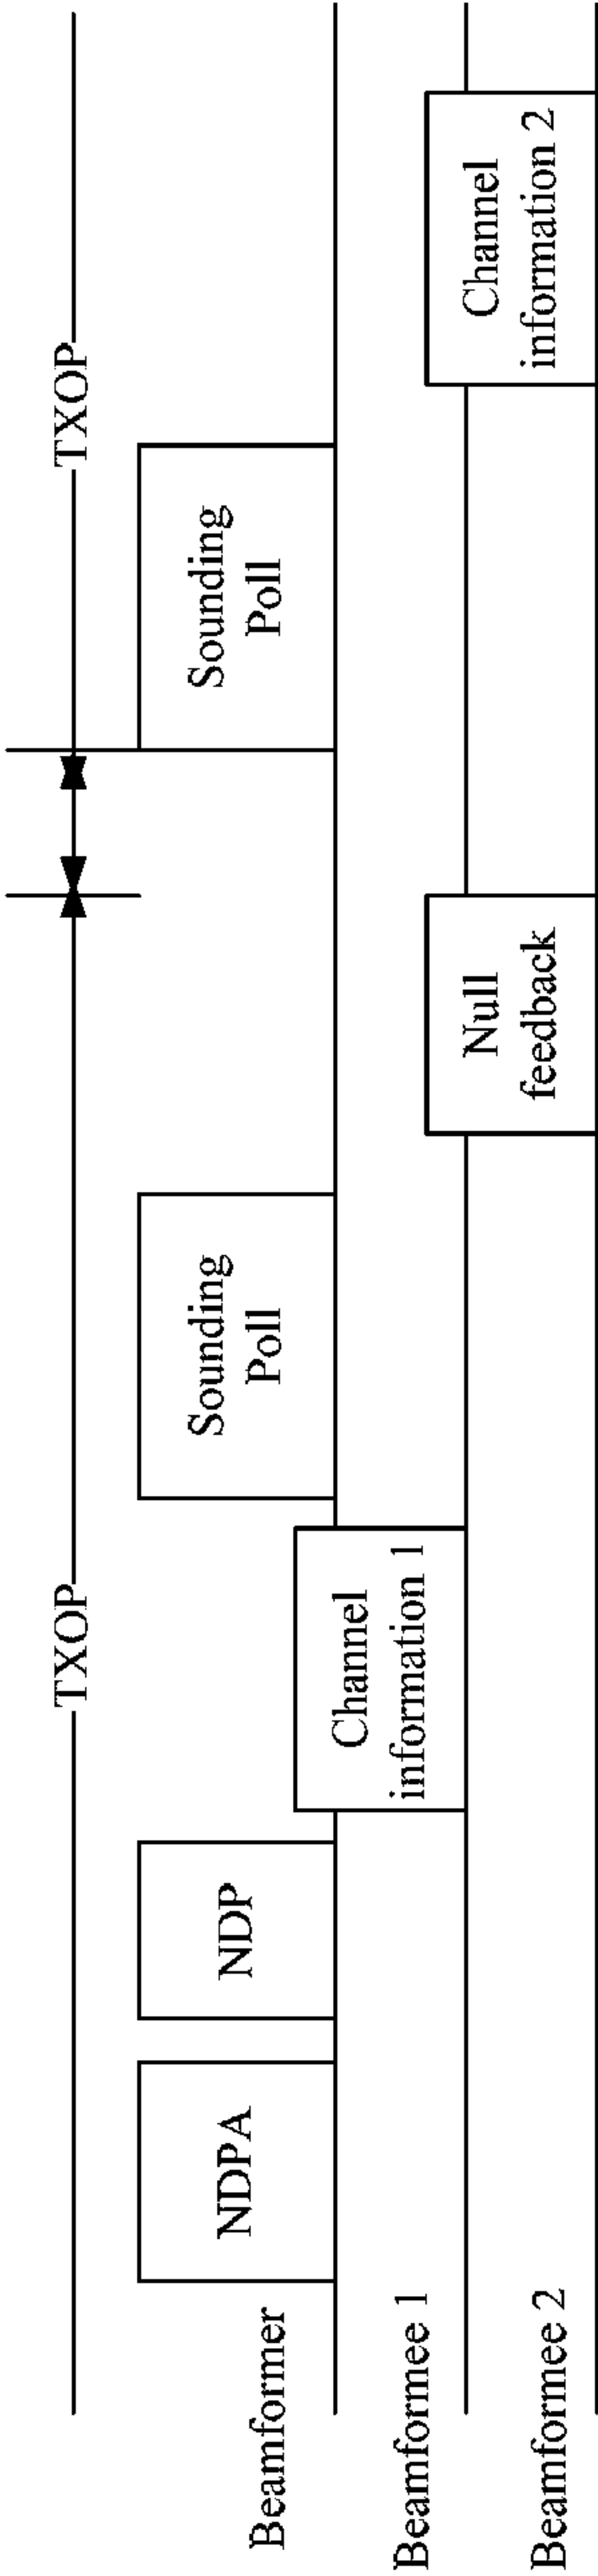 TXOP
TXOP
Beamformer
NDPA
NDP
Sounding
Poll
Sounding
Poll
Beamformee 1
Channel
information 1
Beamformee 2
Null
feedback
Channel
information 2